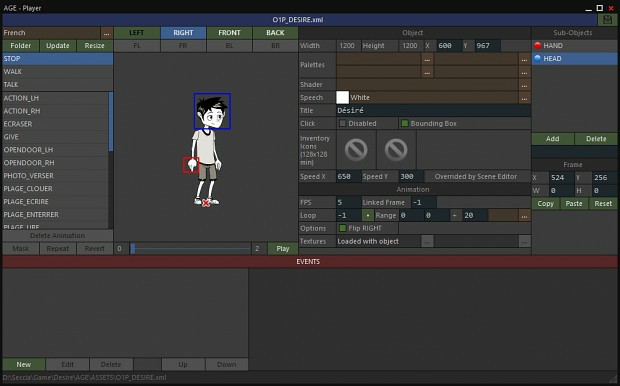 AGE - Player
O1P_DESIRE.xml
French ...
Folder Update Resize
STOP
WALK
TALK
ACTION_LH
ACTION_RH
ECRASER
GIVE
OPENDOOR_LH
OPENDOOR_RH
PHOTO_VERSER
PLAGE_CLOUER
PLAGE_ECRIRE
PLAGE_ENTERRER
PLAGE_URE
Delete Animation
Mask Repeat Revert
LEFT RIGHT FRONT BACK
FL FR BL BR
0 2 Play
Object
Width 1200 Height 1200 X 600 Y 967
Palettes ... ...
... ...
Shader ...
Speech White ...
Title Désiré
Click Disabled Bounding Box
Inventory
Icons
(128x128
min)
Speed X 650 Speed Y 300 Overrided by Scene Editor
Animation
FPS 5 Linked Frame -1
Loop -1 Range 0 0 ÷ 20 ...
Options Flip RIGHT
Textures Loaded with object ... ...
Sub-Objects
HAND
HEAD
Add Delete
Frame
X 524 Y 256
W 0 H 0
Copy Paste Reset
EVENTS
New Edit Delete Up Down
D:\Seccia\Game\Desire\AGE\ASSETS\O1P_DESIRE.xml